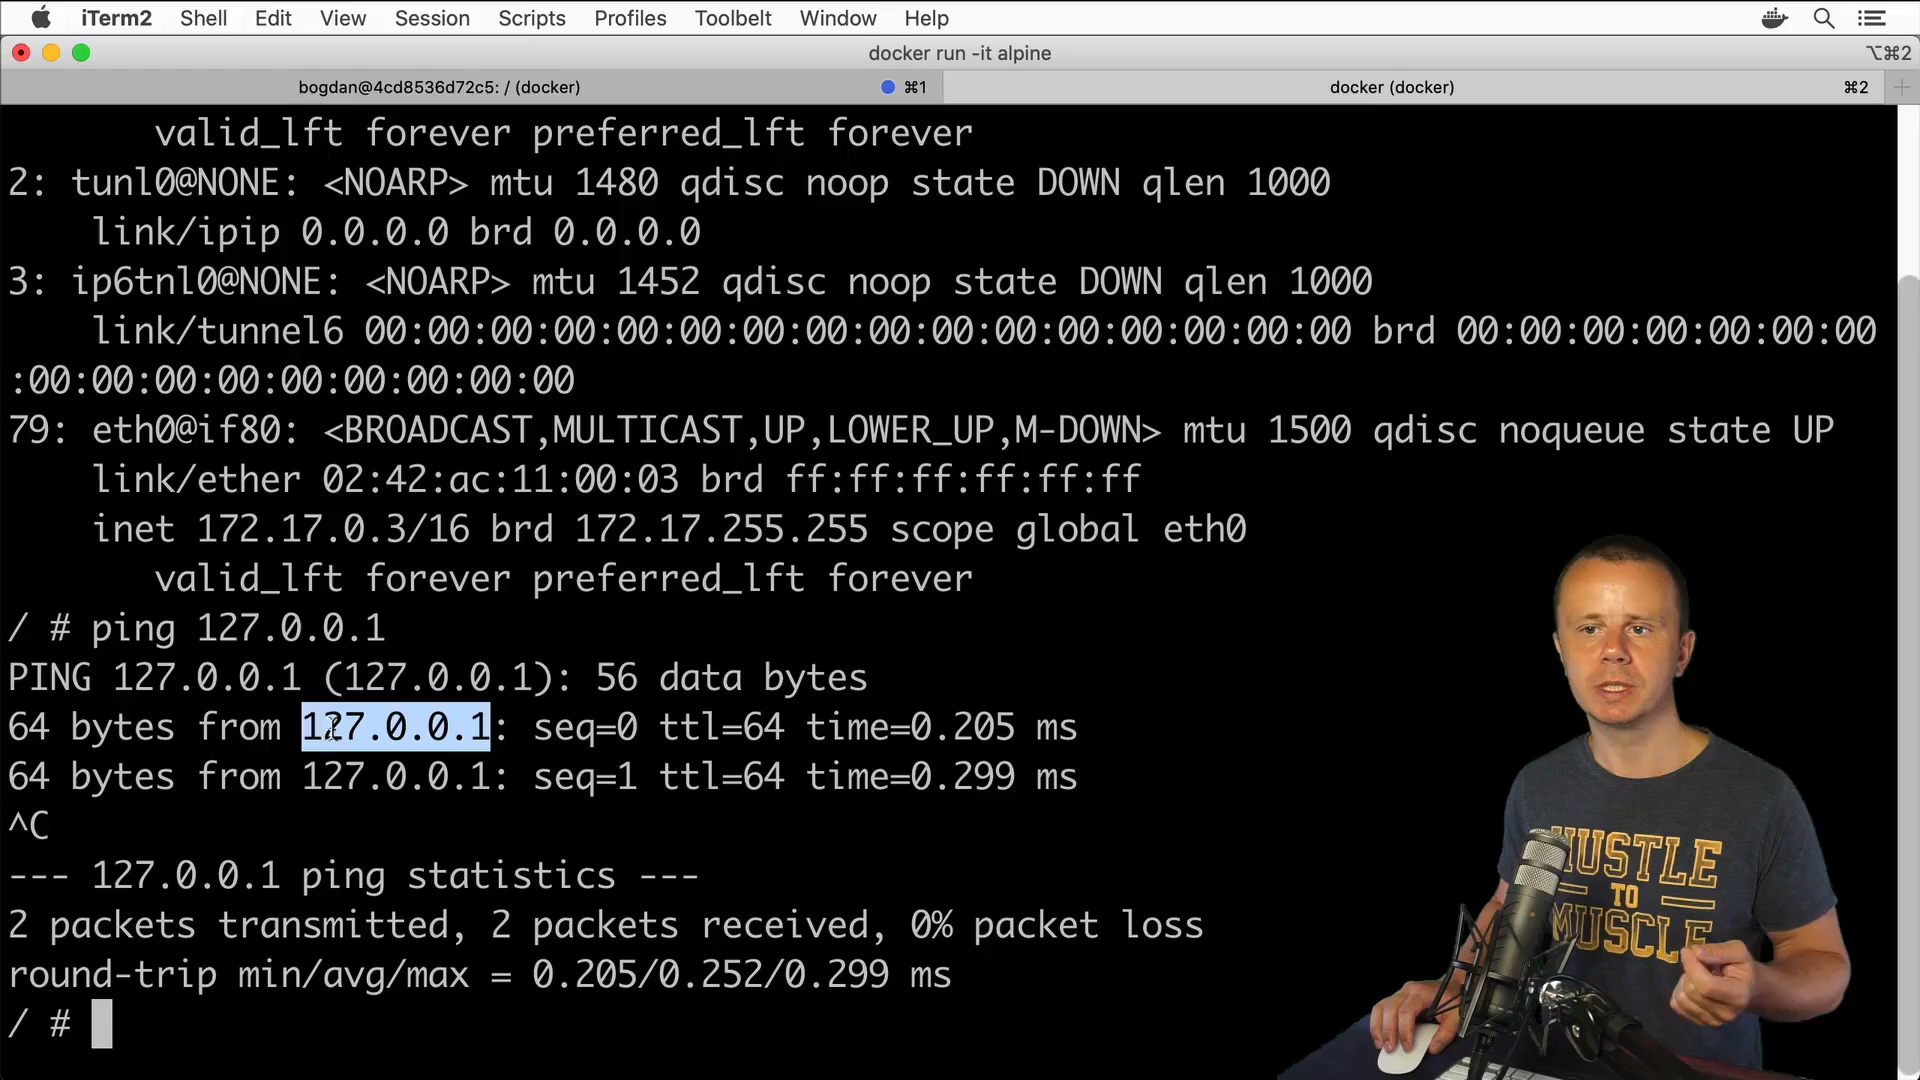 iTerm2 Shell Edit View Session Scripts Profiles Toolbelt Window Help
docker run -it alpine
⌥⌘2
bogdan@4cd8536d72c5: / (docker) ⌘1
docker (docker) ⌘2
valid_lft forever preferred_lft forever
2: tunl0@NONE: <NOARP> mtu 1480 qdisc noop state DOWN qlen 1000
link/ipip 0.0.0.0 brd 0.0.0.0
3: ip6tnl0@NONE: <NOARP> mtu 1452 qdisc noop state DOWN qlen 1000
link/tunnel6 00:00:00:00:00:00:00:00:00:00:00:00:00:00:00:00 brd 00:00:00:00:00:00:00
:00:00:00:00:00:00:00:00:00
79: eth0@if80: <BROADCAST,MULTICAST,UP,LOWER_UP,M-DOWN> mtu 1500 qdisc noqueue state UP
link/ether 02:42:ac:11:00:03 brd ff:ff:ff:ff:ff:ff
inet 172.17.0.3/16 brd 172.17.255.255 scope global eth0
valid_lft forever preferred_lft forever
/ # ping 127.0.0.1
PING 127.0.0.1 (127.0.0.1): 56 data bytes
64 bytes from 127.0.0.1: seq=0 ttl=64 time=0.205 ms
64 bytes from 127.0.0.1: seq=1 ttl=64 time=0.299 ms
^C
--- 127.0.0.1 ping statistics ---
2 packets transmitted, 2 packets received, 0% packet loss
round-trip min/avg/max = 0.205/0.252/0.299 ms
/ #
HUSTLE
TO
MUSCLE